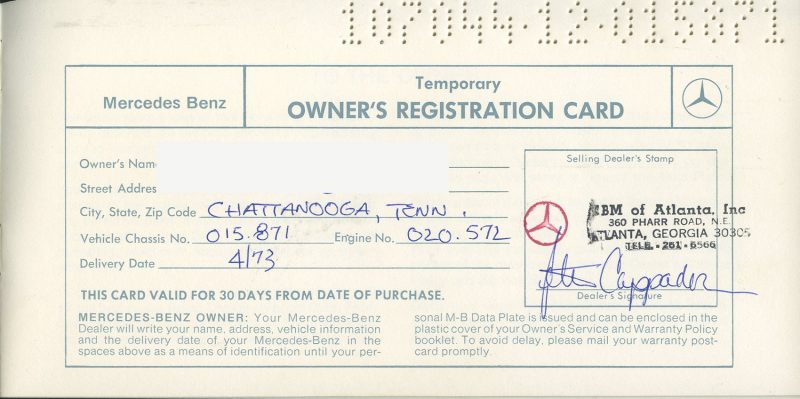 107044-12-015871
Mercedes Benz
Temporary
OWNER'S REGISTRATION CARD
Owner's Name
Street Addres
City, State, Zip Code CHATTANOOGA, TENN.
Vehicle Chassis No. 015.871 Engine No. 020.572
Delivery Date 4/73
THIS CARD VALID FOR 30 DAYS FROM DATE OF PURCHASE.
Selling Dealer's Stamp
RBM of Atlanta, Inc
360 PHARR ROAD, N.E.
ATLANTA, GEORGIA 30305
TELE. - 261 - 6566
Dealer's Signature
MERCEDES-BENZ OWNER: Your Mercedes-Benz
Dealer will write your name, address, vehicle information
and the delivery date of your Mercedes-Benz in the
spaces above as a means of identification until your per-
sonal M-B Data Plate is issued and can be enclosed in the
plastic cover of your Owner's Service and Warranty Policy
booklet. To avoid delay, please mail your warranty post-
card promptly.